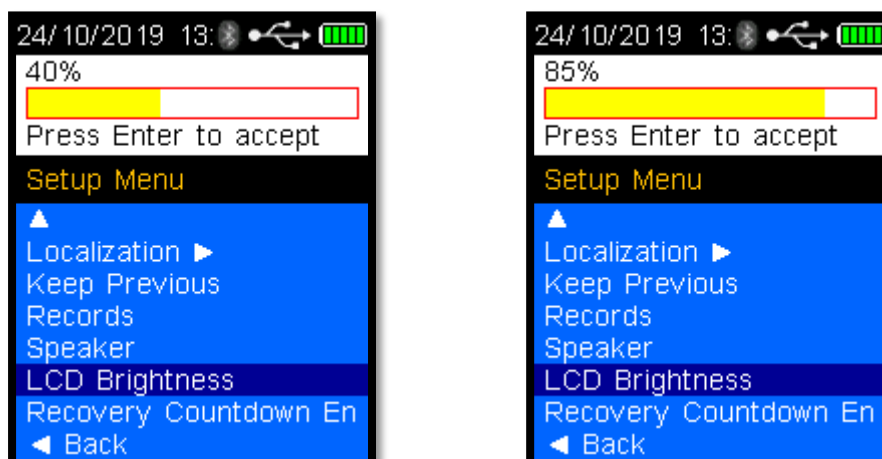 24/10/2019 13:
40%
Press Enter to accept
Setup Menu
Localization
Keep Previous
Records
Speaker
LCD Brightness
Recovery Countdown En
Back
24/10/2019 13:
85%
Press Enter to accept
Setup Menu
Localization
Keep Previous
Records
Speaker
LCD Brightness
Recovery Countdown En
Back